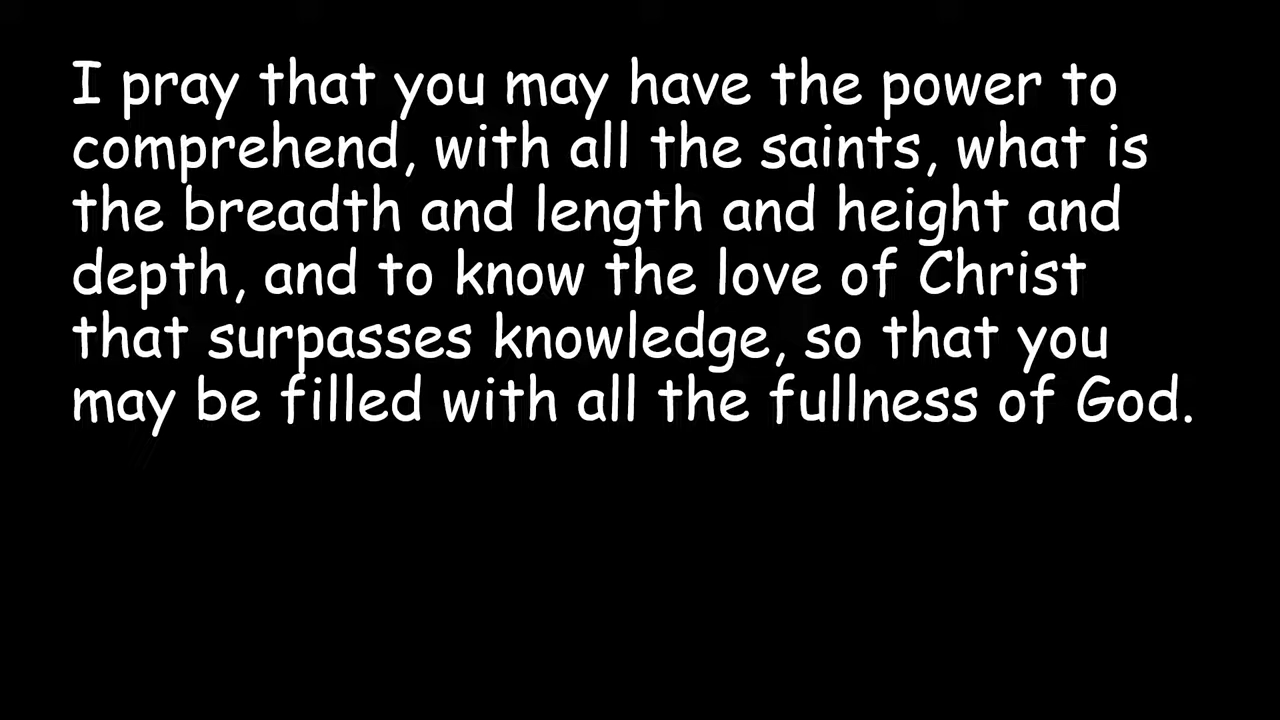 I pray that you may have the power to
comprehend, with all the saints, what is
the breadth and length and height and
depth, and to know the love of Christ
that surpasses knowledge, so that you
may be filled with all the fullness of God.